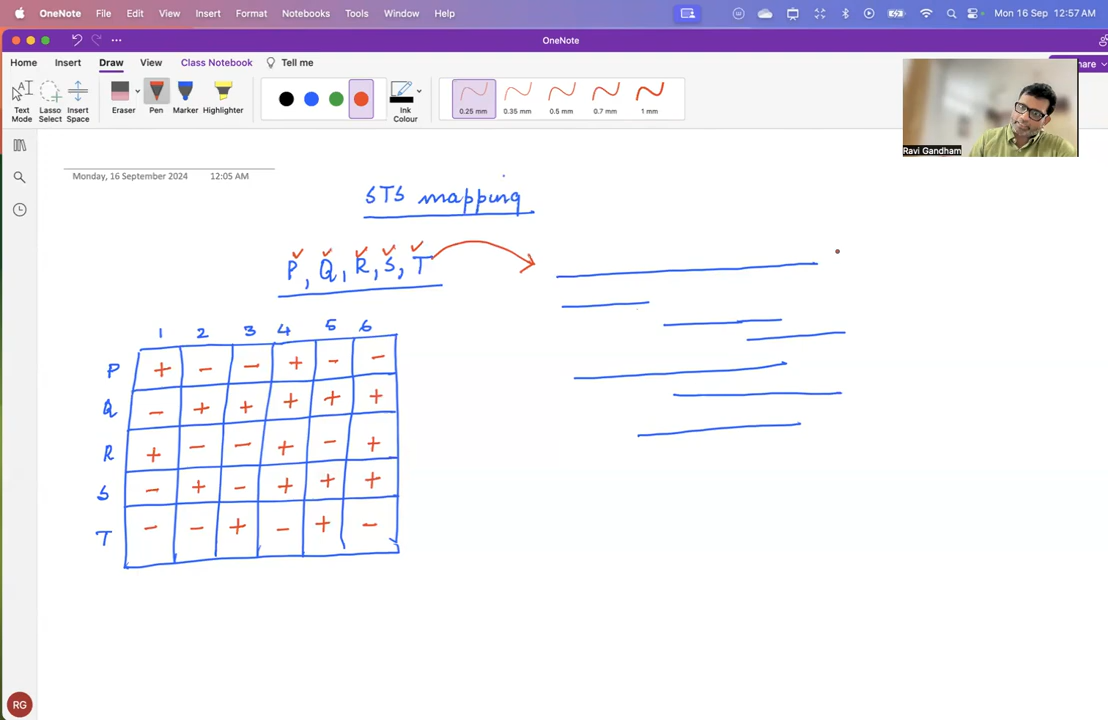 OneNote File Edit View Insert Format Notebooks Tools Window Help Mon 16 Sep 12:57 AM
OneNote
Home Insert Draw View Class Notebook Tell me
Share
Text Mode Lasso Select Insert Space Eraser Pen Marker Highlighter Ink Colour 0.25 mm 0.35 mm 0.5 mm 0.7 mm 1 mm
Ravi Gandham
Monday, 16 September 2024 12:05 AM
STS mapping
P, Q, R, S, T
1 2 3 4 5 6
P + - - + - -
Q - + + + + +
R + - - + - +
S - + - + + +
T - - + - + -
RG